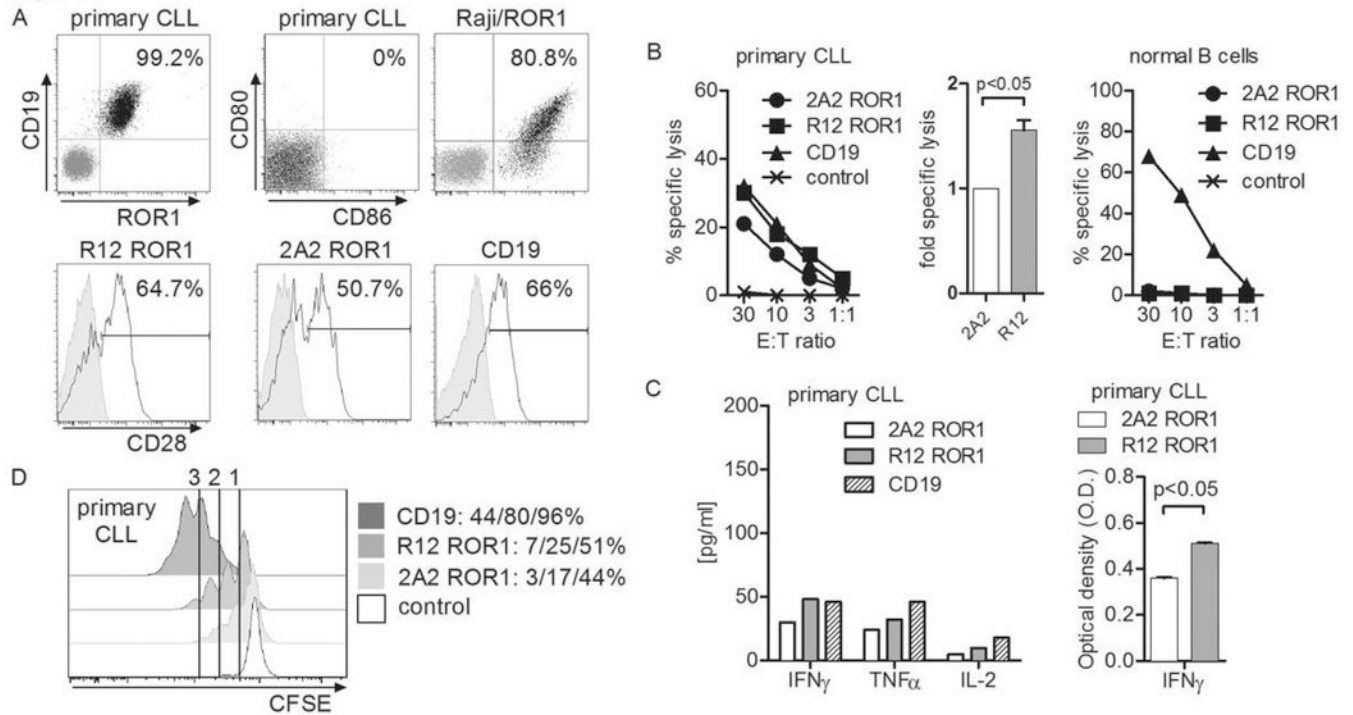 A
primary CLL
99.2%
CD19
ROR1
primary CLL
0%
CD80
CD86
Raji/ROR1
80.8%
R12 ROR1
64.7%
CD28
2A2 ROR1
50.7%
CD19
66%
B
primary CLL
2A2 ROR1
R12 ROR1
CD19
control
% specific lysis
60
40
20
0
30 10 3 1:1
E:T ratio
fold specific lysis
p<0.05
2
1
0
2A2 R12
normal B cells
2A2 ROR1
R12 ROR1
CD19
control
% specific lysis
100
80
60
40
20
0
30 10 3 1:1
E:T ratio
C
primary CLL
2A2 ROR1
R12 ROR1
CD19
[pg/ml]
200
150
100
50
0
IFNγ TNFα IL-2
primary CLL
2A2 ROR1
R12 ROR1
Optical density (O.D.)
p<0.05
0.8
0.6
0.4
0.2
0.0
IFNγ
D
3 2 1
primary
CLL
CD19: 44/80/96%
R12 ROR1: 7/25/51%
2A2 ROR1: 3/17/44%
control
CFSE